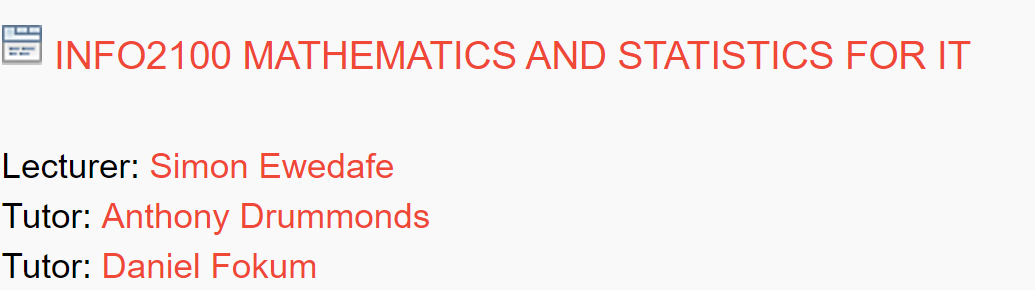 INFO2100 MATHEMATICS AND STATISTICS FOR IT
Lecturer: Simon Ewedafe
Tutor: Anthony Drummonds
Tutor: Daniel Fokum